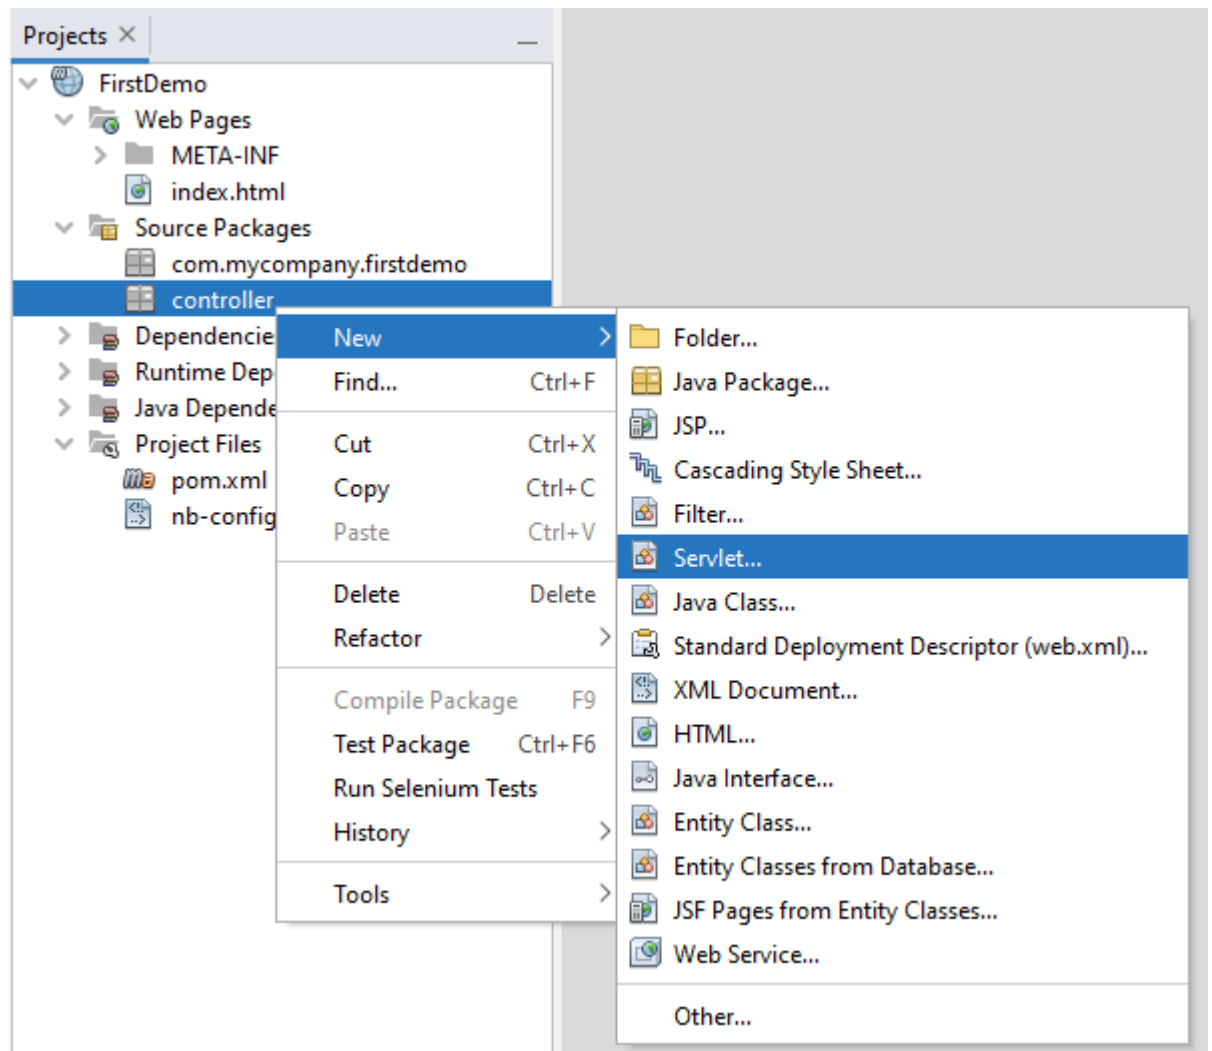 Projects
FirstDemo
Web Pages
META-INF
index.html
Source Packages
com.mycompany.firstdemo
controller
Dependencie
Runtime Dep
Java Depende
Project Files
pom.xml
nb-config
New
Find... Ctrl+F
Cut Ctrl+X
Copy Ctrl+C
Paste Ctrl+V
Delete Delete
Refactor
Compile Package F9
Test Package Ctrl+F6
Run Selenium Tests
History
Tools
Folder...
Java Package...
JSP...
Cascading Style Sheet...
Filter...
Servlet...
Java Class...
Standard Deployment Descriptor (web.xml)...
XML Document...
HTML...
Java Interface...
Entity Class...
Entity Classes from Database...
JSF Pages from Entity Classes...
Web Service...
Other...